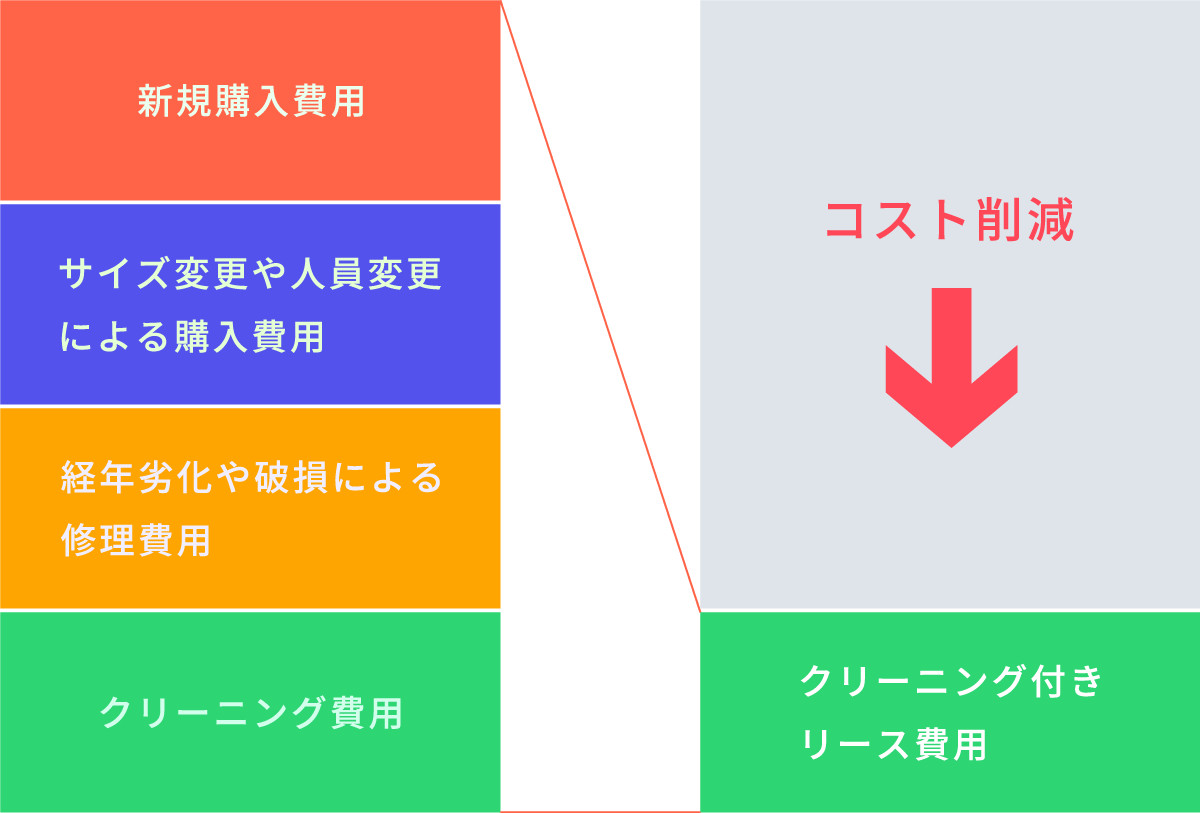 新規購入費用
サイズ変更や人員変更
による購入費用
経年劣化や破損による
修理費用
クリーニング費用
コスト削減
クリーニング付き
リース費用